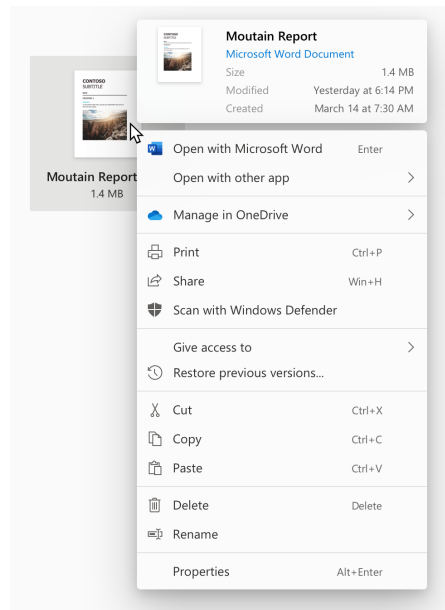 Moutain Report
Microsoft Word Document
Size 1.4 MB
Modified Yesterday at 6:14 PM
Created March 14 at 7:30 AM
CONTOSO
SUBTITLE
Moutain Report
1.4 MB
Open with Microsoft Word Enter
Open with other app
Manage in OneDrive
Print Ctrl+P
Share Win+H
Scan with Windows Defender
Give access to
Restore previous versions...
Cut Ctrl+X
Copy Ctrl+C
Paste Ctrl+V
Delete Delete
Rename
Properties Alt+Enter